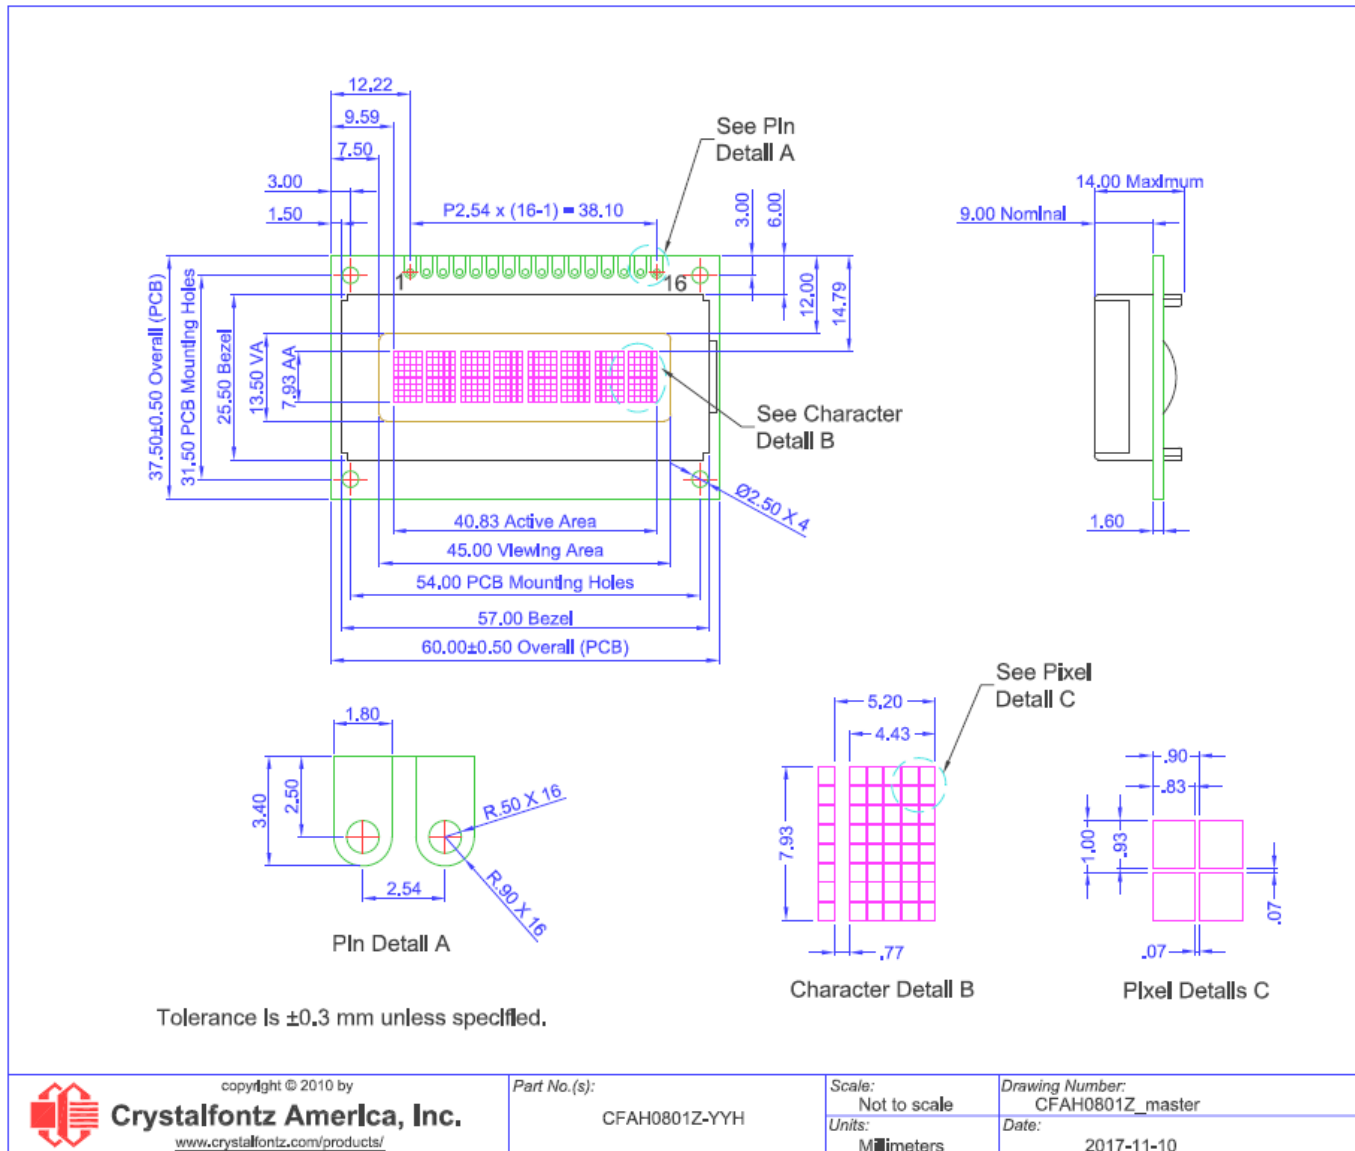 12.22
9.59
7.50
3.00
1.50
P2.54 x (16-1) = 38.10
3.00
6.00
See Pin
Detail A
14.00 Maximum
9.00 Nominal
1
16
12.00
14.79
37.50±0.50 Overall (PCB)
31.50 PCB Mounting Holes
25.50 Bezel
13.50 VA
7.93 AA
See Character
Detail B
Ø2.50 X 4
40.83 Active Area
45.00 Viewing Area
54.00 PCB Mounting Holes
57.00 Bezel
60.00±0.50 Overall (PCB)
1.60
See Pixel
Detail C
1.80
3.40
2.50
R.50 X 16
R.90 X 16
2.54
Pin Detail A
5.20
4.43
7.93
.77
Character Detail B
.90
.83
1.00
.93
.07
.07
Pixel Details C
Tolerance is ±0.3 mm unless specified.
copyright © 2010 by
Crystalfontz America, Inc.
www.crystalfontz.com/products/
Part No.(s):
CFAH0801Z-YYH
Scale:
Not to scale
Units:
Millimeters
Drawing Number:
CFAH0801Z_master
Date:
2017-11-10